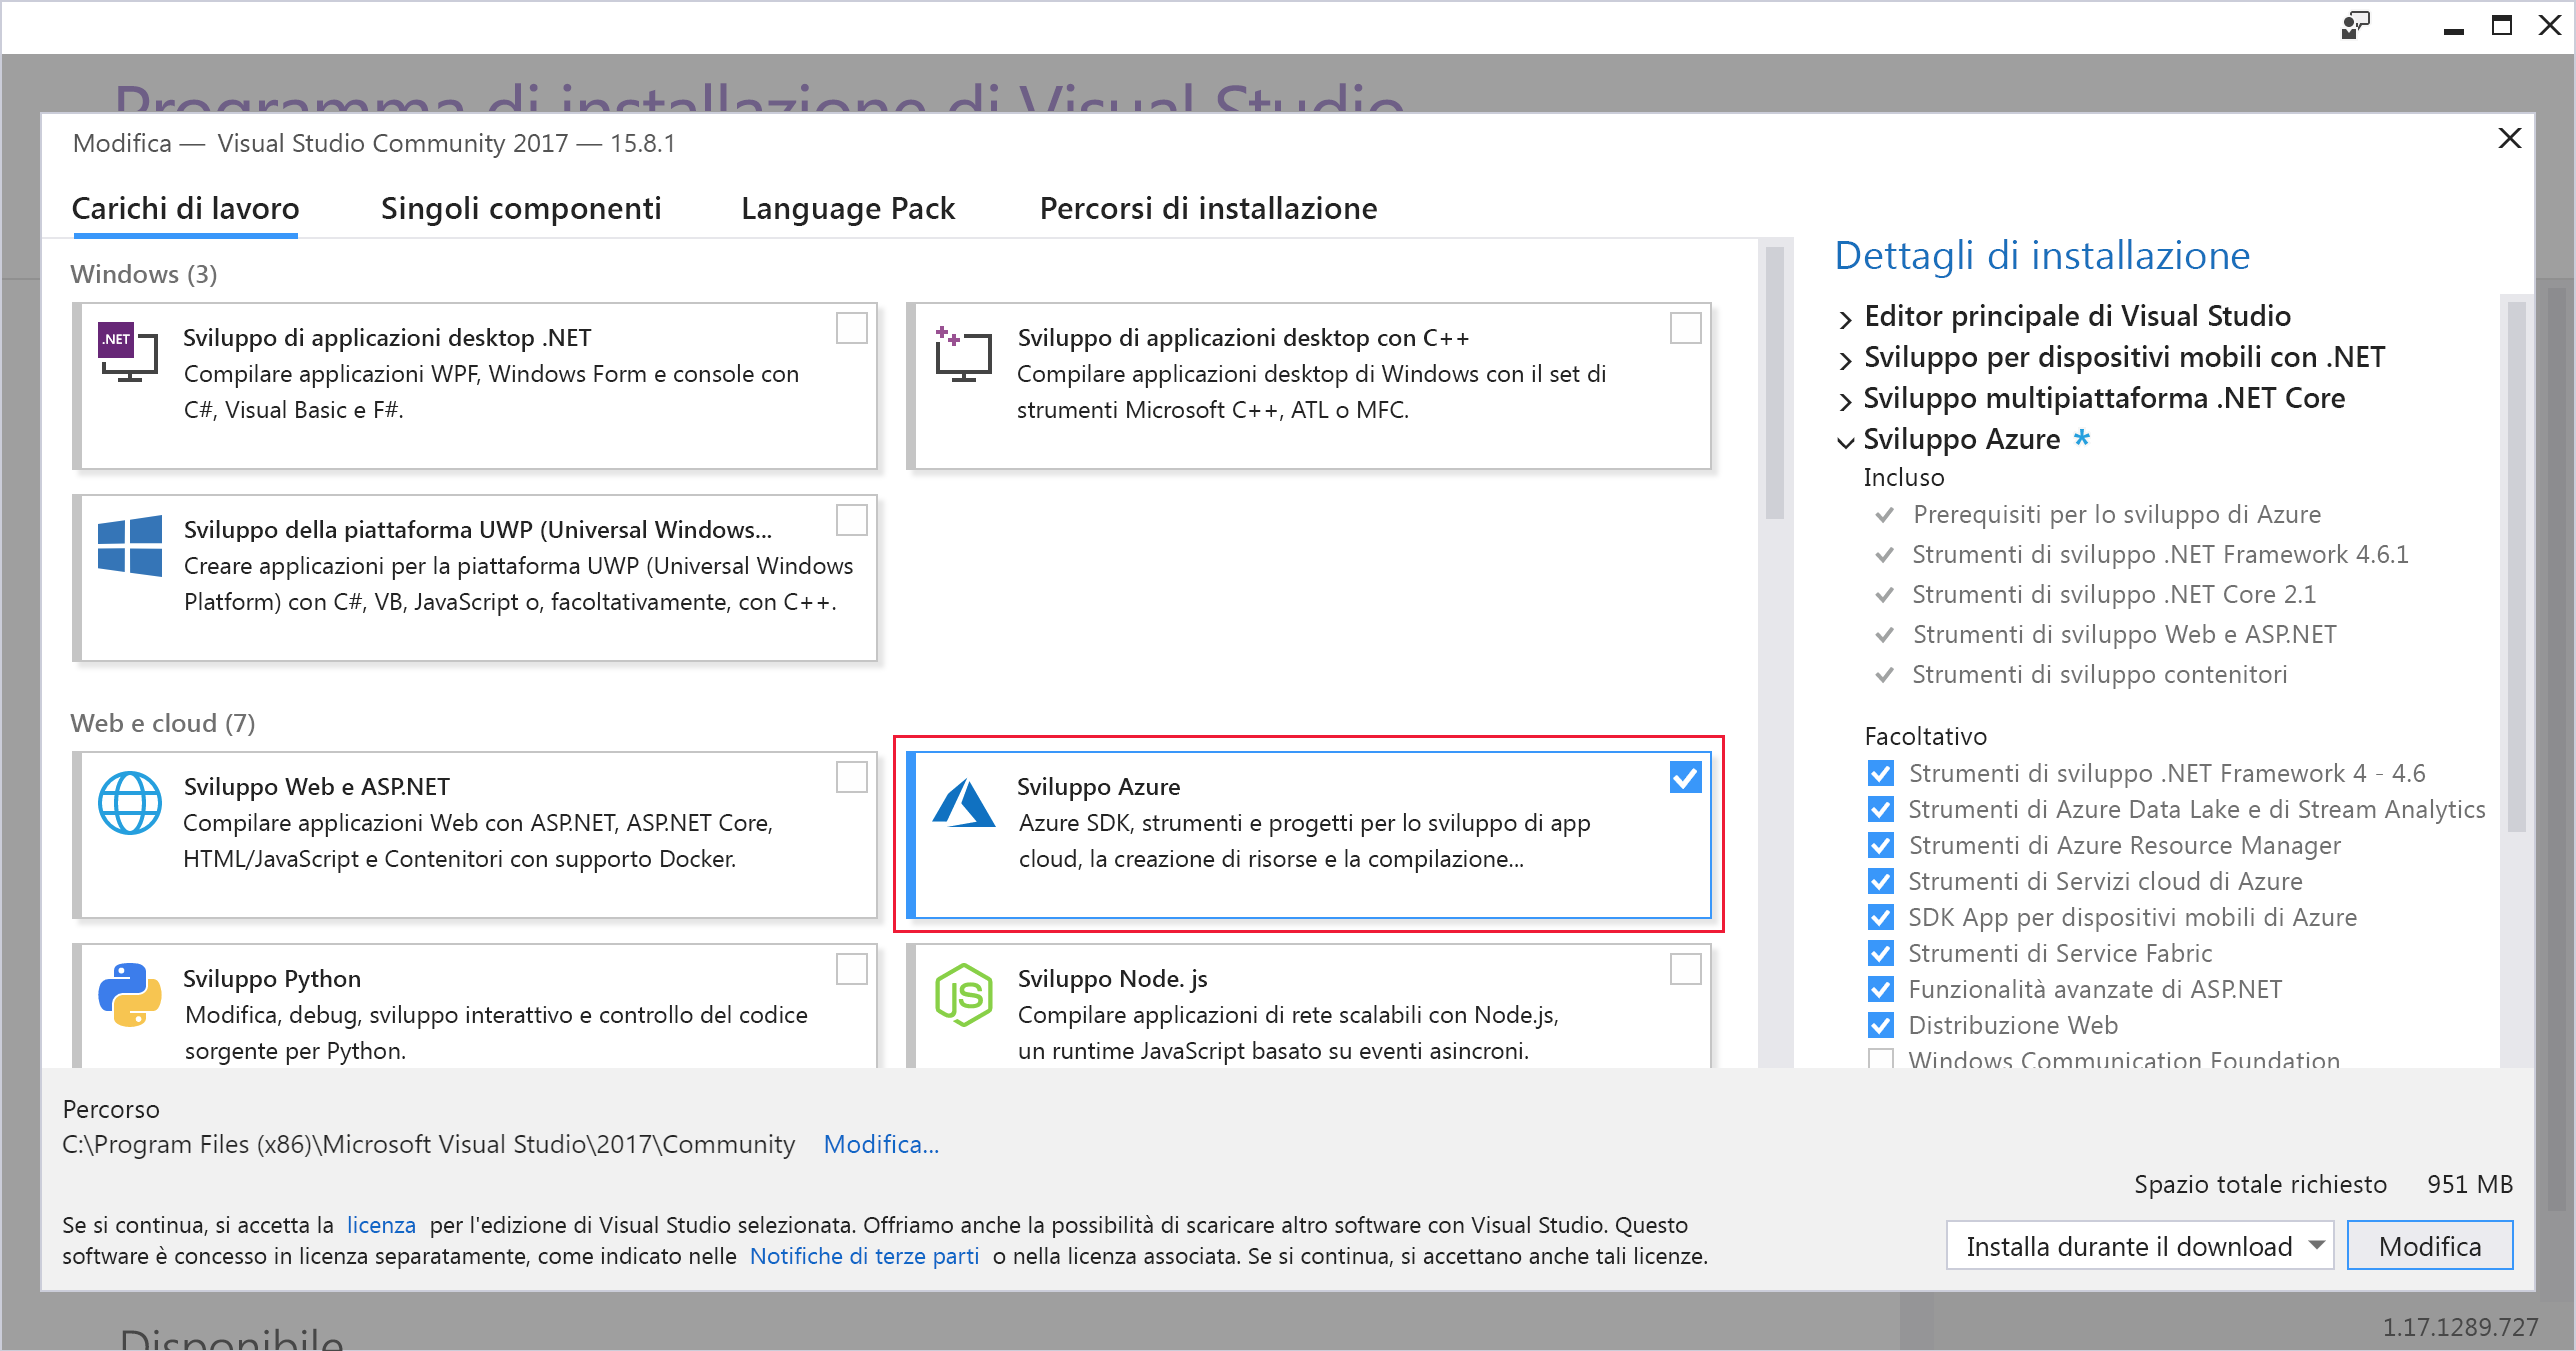 Programma di installazione di Visual Studio
Modifica — Visual Studio Community 2017 — 15.8.1
Carichi di lavoro
Singoli componenti
Language Pack
Percorsi di installazione
Windows (3)
.NET
Sviluppo di applicazioni desktop .NET
Compilare applicazioni WPF, Windows Form e console con
C#, Visual Basic e F#.
Sviluppo di applicazioni desktop con C++
Compilare applicazioni desktop di Windows con il set di
strumenti Microsoft C++, ATL o MFC.
Sviluppo della piattaforma UWP (Universal Windows...
Creare applicazioni per la piattaforma UWP (Universal Windows
Platform) con C#, VB, JavaScript o, facoltativamente, con C++.
Web e cloud (7)
Sviluppo Web e ASP.NET
Compilare applicazioni Web con ASP.NET, ASP.NET Core,
HTML/JavaScript e Contenitori con supporto Docker.
Sviluppo Azure
Azure SDK, strumenti e progetti per lo sviluppo di app
cloud, la creazione di risorse e la compilazione...
Sviluppo Python
Modifica, debug, sviluppo interattivo e controllo del codice
sorgente per Python.
JS
Sviluppo Node. js
Compilare applicazioni di rete scalabili con Node.js,
un runtime JavaScript basato su eventi asincroni.
Dettagli di installazione
Editor principale di Visual Studio
Sviluppo per dispositivi mobili con .NET
Sviluppo multipiattaforma .NET Core
Sviluppo Azure *
Incluso
Prerequisiti per lo sviluppo di Azure
Strumenti di sviluppo .NET Framework 4.6.1
Strumenti di sviluppo .NET Core 2.1
Strumenti di sviluppo Web e ASP.NET
Strumenti di sviluppo contenitori
Facoltativo
Strumenti di sviluppo .NET Framework 4 - 4.6
Strumenti di Azure Data Lake e di Stream Analytics
Strumenti di Azure Resource Manager
Strumenti di Servizi cloud di Azure
SDK App per dispositivi mobili di Azure
Strumenti di Service Fabric
Funzionalità avanzate di ASP.NET
Distribuzione Web
Windows Communication Foundation
Percorso
C:\Program Files (x86)\Microsoft Visual Studio\2017\Community Modifica...
Spazio totale richiesto 951 MB
Se si continua, si accetta la licenza per l'edizione di Visual Studio selezionata. Offriamo anche la possibilità di scaricare altro software con Visual Studio. Questo
software è concesso in licenza separatamente, come indicato nelle Notifiche di terze parti o nella licenza associata. Se si continua, si accettano anche tali licenze.
Installa durante il download
Modifica
Disponibile
1.17.1289.727